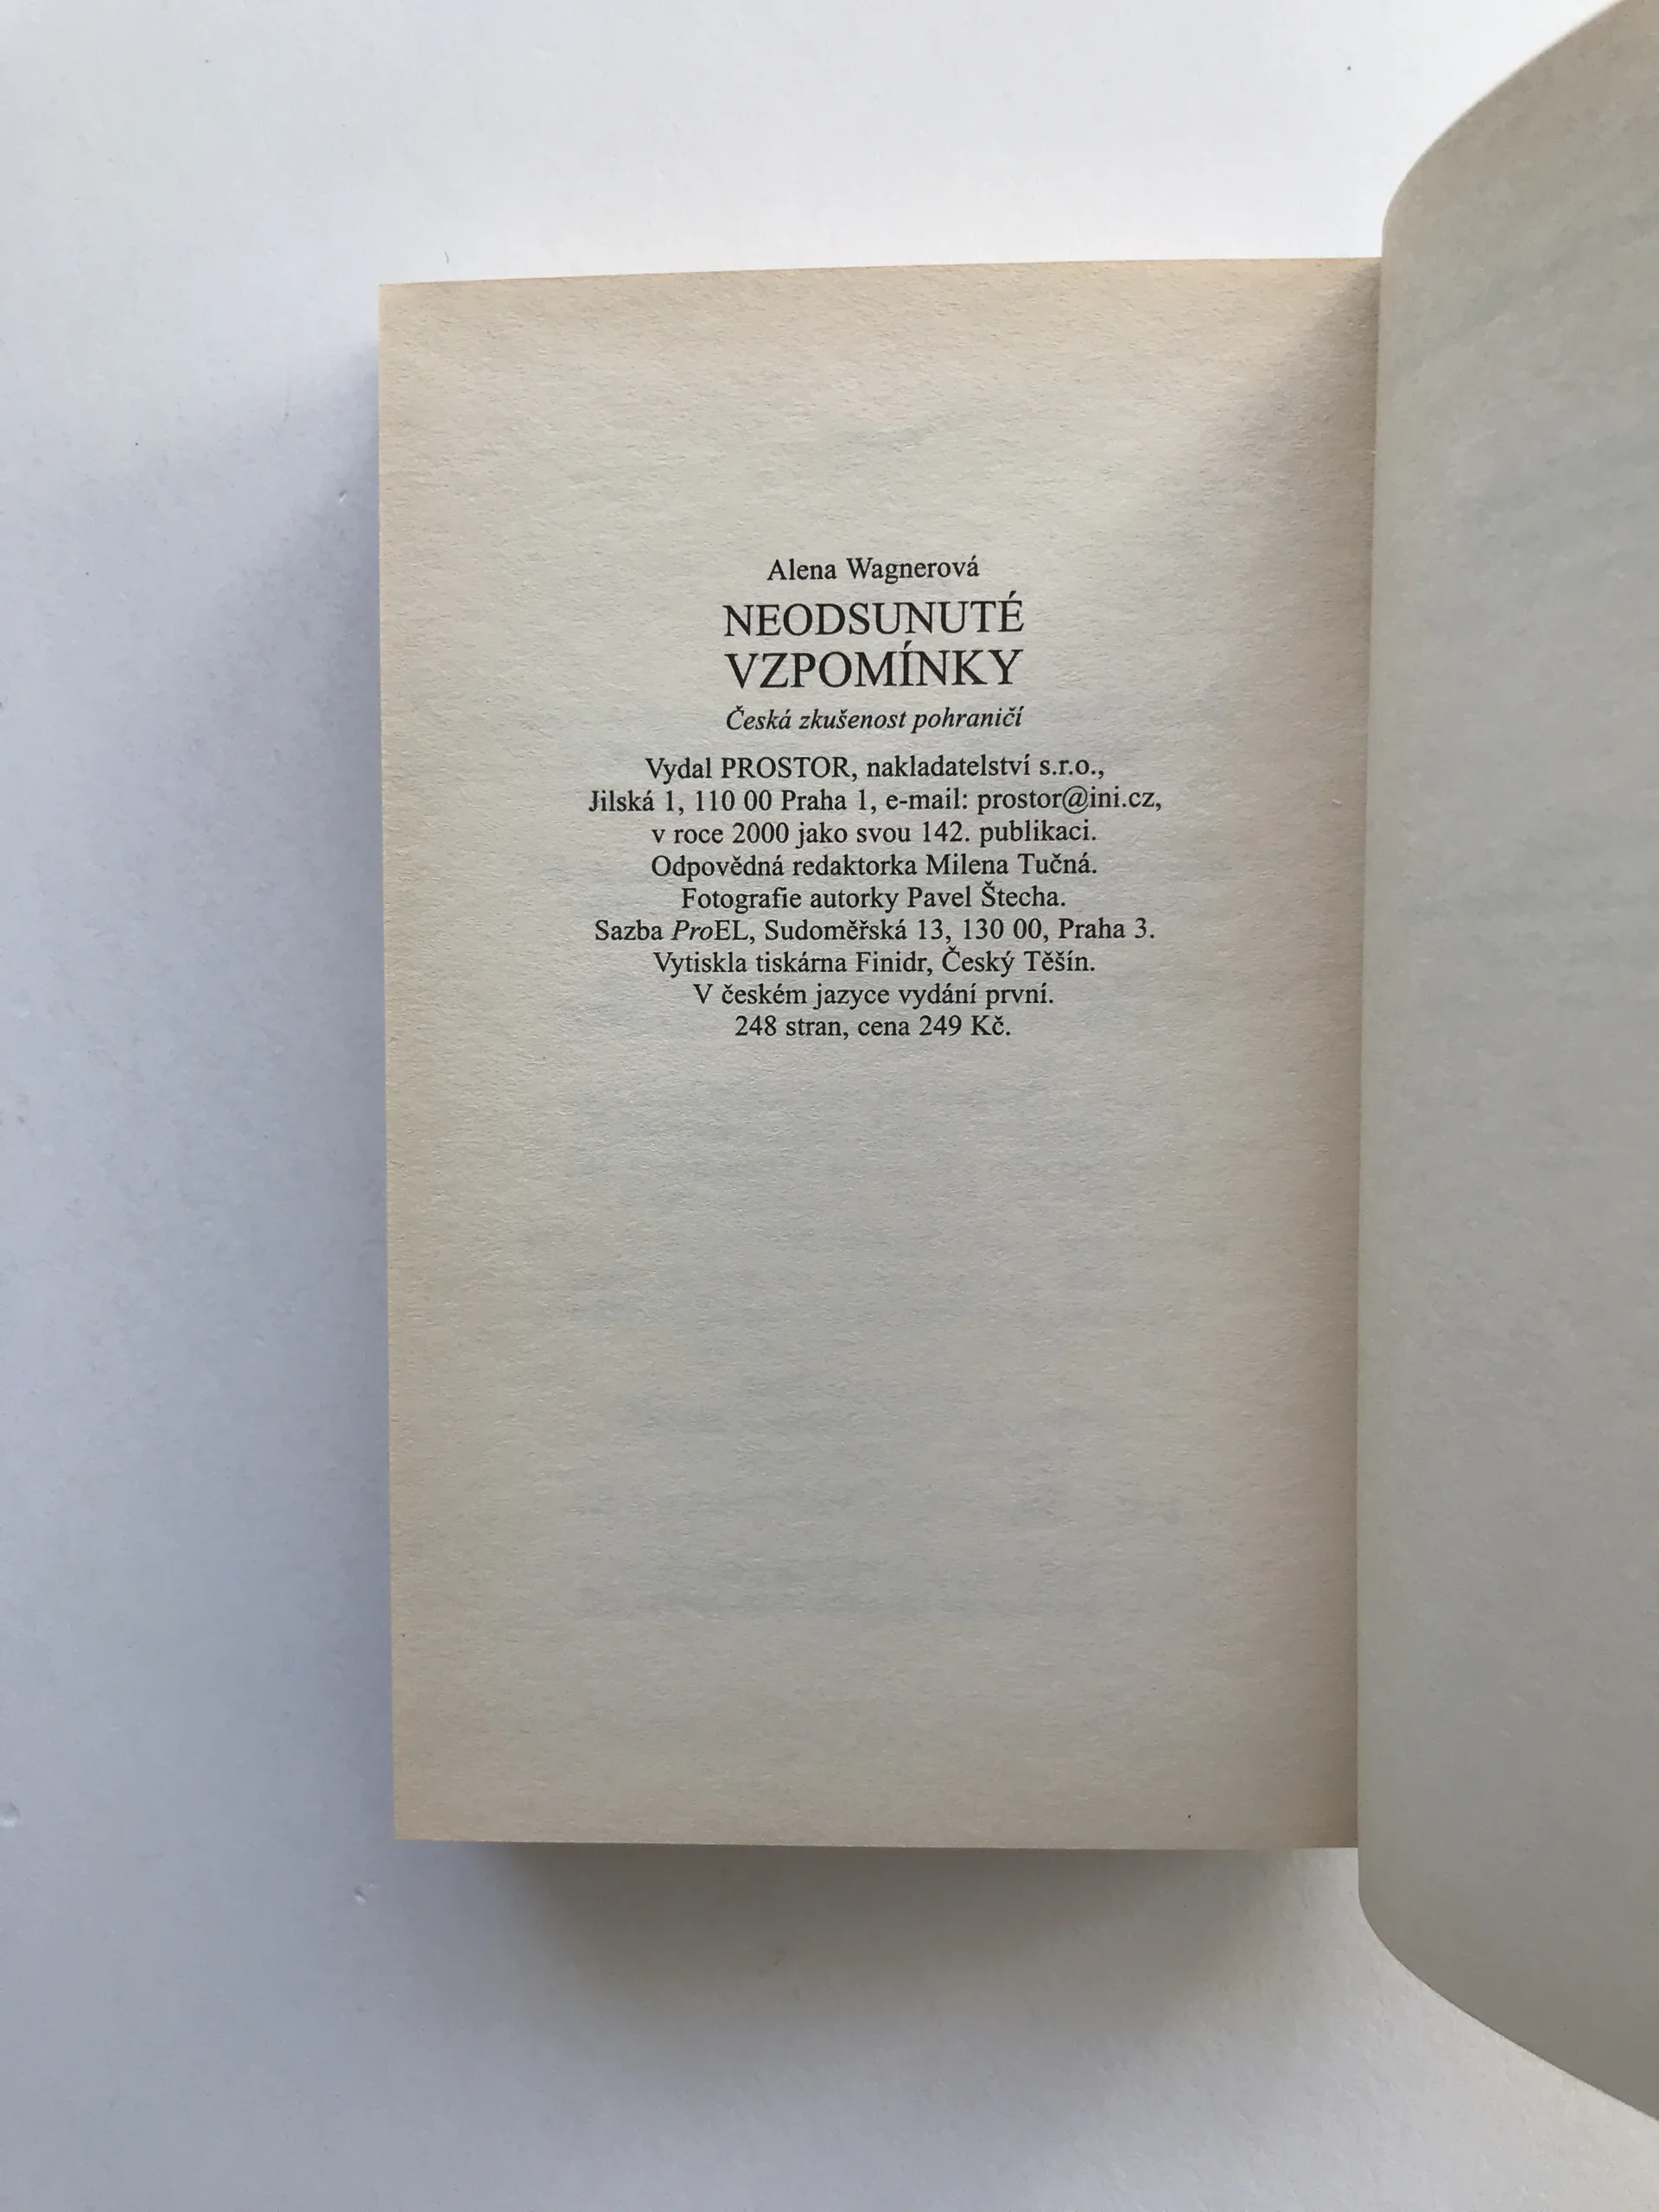 Alena Wagnerová
NEODSUNUTÉ
VZPOMÍNKY
Česká zkušenost pohraničí
Vydal PROSTOR, nakladatelství s.r.o.,
Jilská 1, 110 00 Praha 1, e-mail: prostor@ini.cz,
v roce 2000 jako svou 142. publikaci.
Odpovědná redaktorka Milena Tučná.
Fotografie autorky Pavel Štecha.
Sazba ProEL, Sudoměřská 13, 130 00, Praha 3.
Vytiskla tiskárna Finidr, Český Těšín.
V českém jazyce vydání první.
248 stran, cena 249 Kč.